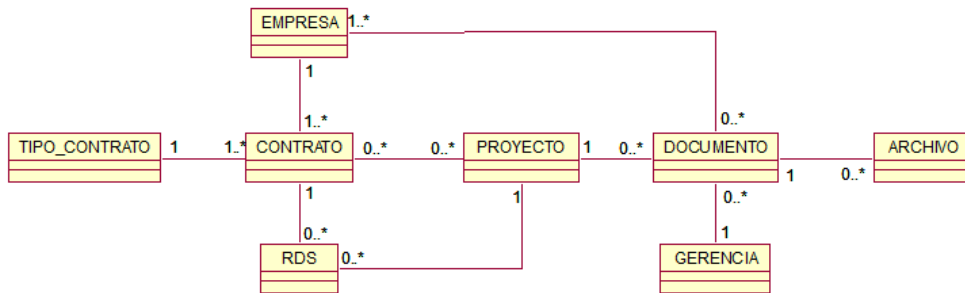 EMPRESA 1..*
1
1..*
0..*
TIPO_CONTRATO 1 1..* CONTRATO 0..* 0..* PROYECTO 1 0..* DOCUMENTO ARCHIVO
1 1 0..* 1 0..*
0..* 1
RDS 0..* GERENCIA